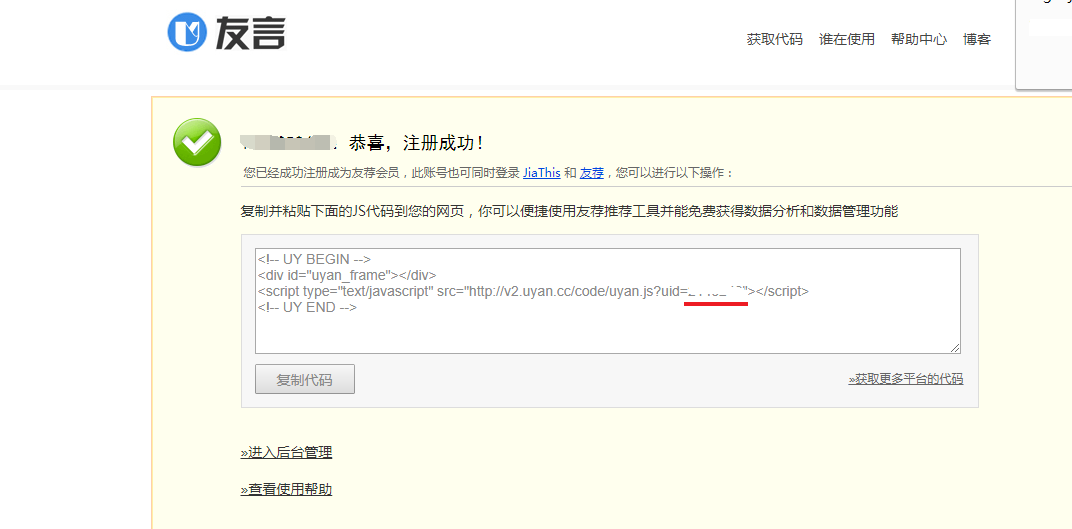 友言
获取代码 谁在使用 帮助中心 博客
恭喜，注册成功！
您已经成功注册成为友荐会员，此账号也可同时登录 JiaThis 和 友荐，您可以进行以下操作：
复制并粘贴下面的JS代码到您的网页，你可以便捷使用友荐推荐工具并能免费获得数据分析和数据管理功能
<!-- UY BEGIN -->
<div id="uyan_frame"></div>
<script type="text/javascript" src="http://v2.uyan.cc/code/uyan.js?uid="></script>
<!-- UY END -->
复制代码
»获取更多平台的代码
»进入后台管理
»查看使用帮助